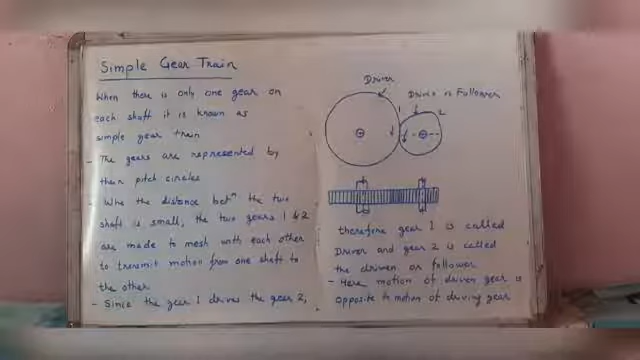 Simple Gear Train
When there is only one gear on
each shaft it is known as
simple gear train
- The gears are represented by
their pitch circles
- Whe the distance betⁿ the two
shaft is small, the two gears 1 & 2
are made to mesh with each other
to transmit motion from one shaft to
the other
- Since the gear 1 drives the gear 2,
Driver
Driven or Follower
1
2
therefore gear 1 is called
Driver and gear 2 is called
the driven or follower
- Here motion of driven gear is
opposite to motion of driving gear